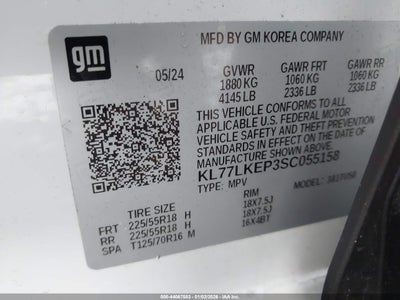 gm
MFD BY GM KOREA COMPANY
05/24 GVWR GAWR FRT GAWR RR
1880 KG 1060 KG 1060 KG
4145 LB 2336 LB 2336 LB
THIS VEHICLE CONFORMS TO ALL
APPLICABLE U.S. FEDERAL MOTOR
VEHICLE SAFETY AND THEFT
PREVENTION STANDARDS IN EFFECT
ON THE DATE OF MANUFACTURE
SHOWN ABOVE.
KL77LKEP3SC055158
TYPE: MPV MODEL:
TIRE SIZE RIM
FRT 225/55R18 H 18X7.5J
RR 225/55R18 H 18X7.5J
SPA T125/70R16 M 16X4BT